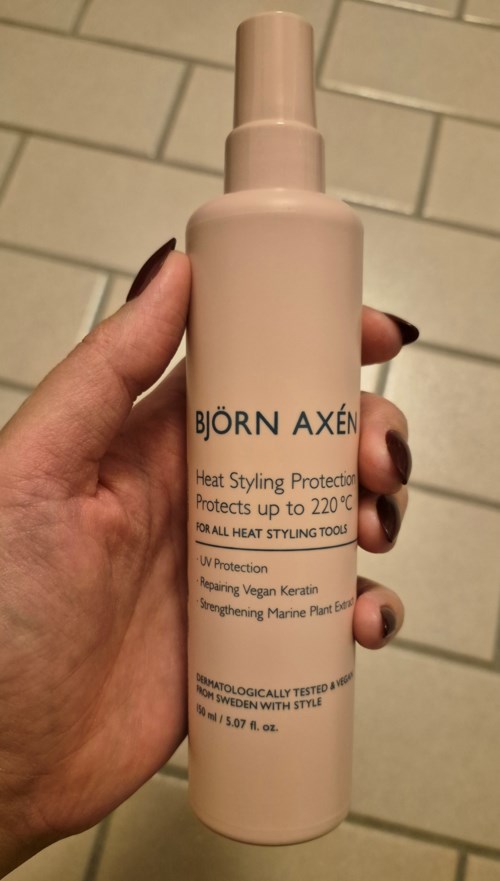 BJÖRN AXÉN
Heat Styling Protection
Protects up to 220 °C
FOR ALL HEAT STYLING TOOLS
· UV Protection
· Repairing Vegan Keratin
· Strengthening Marine Plant Extract
DERMATOLOGICALLY TESTED & VEGAN
FROM SWEDEN WITH STYLE
150 ml / 5.07 fl. oz.